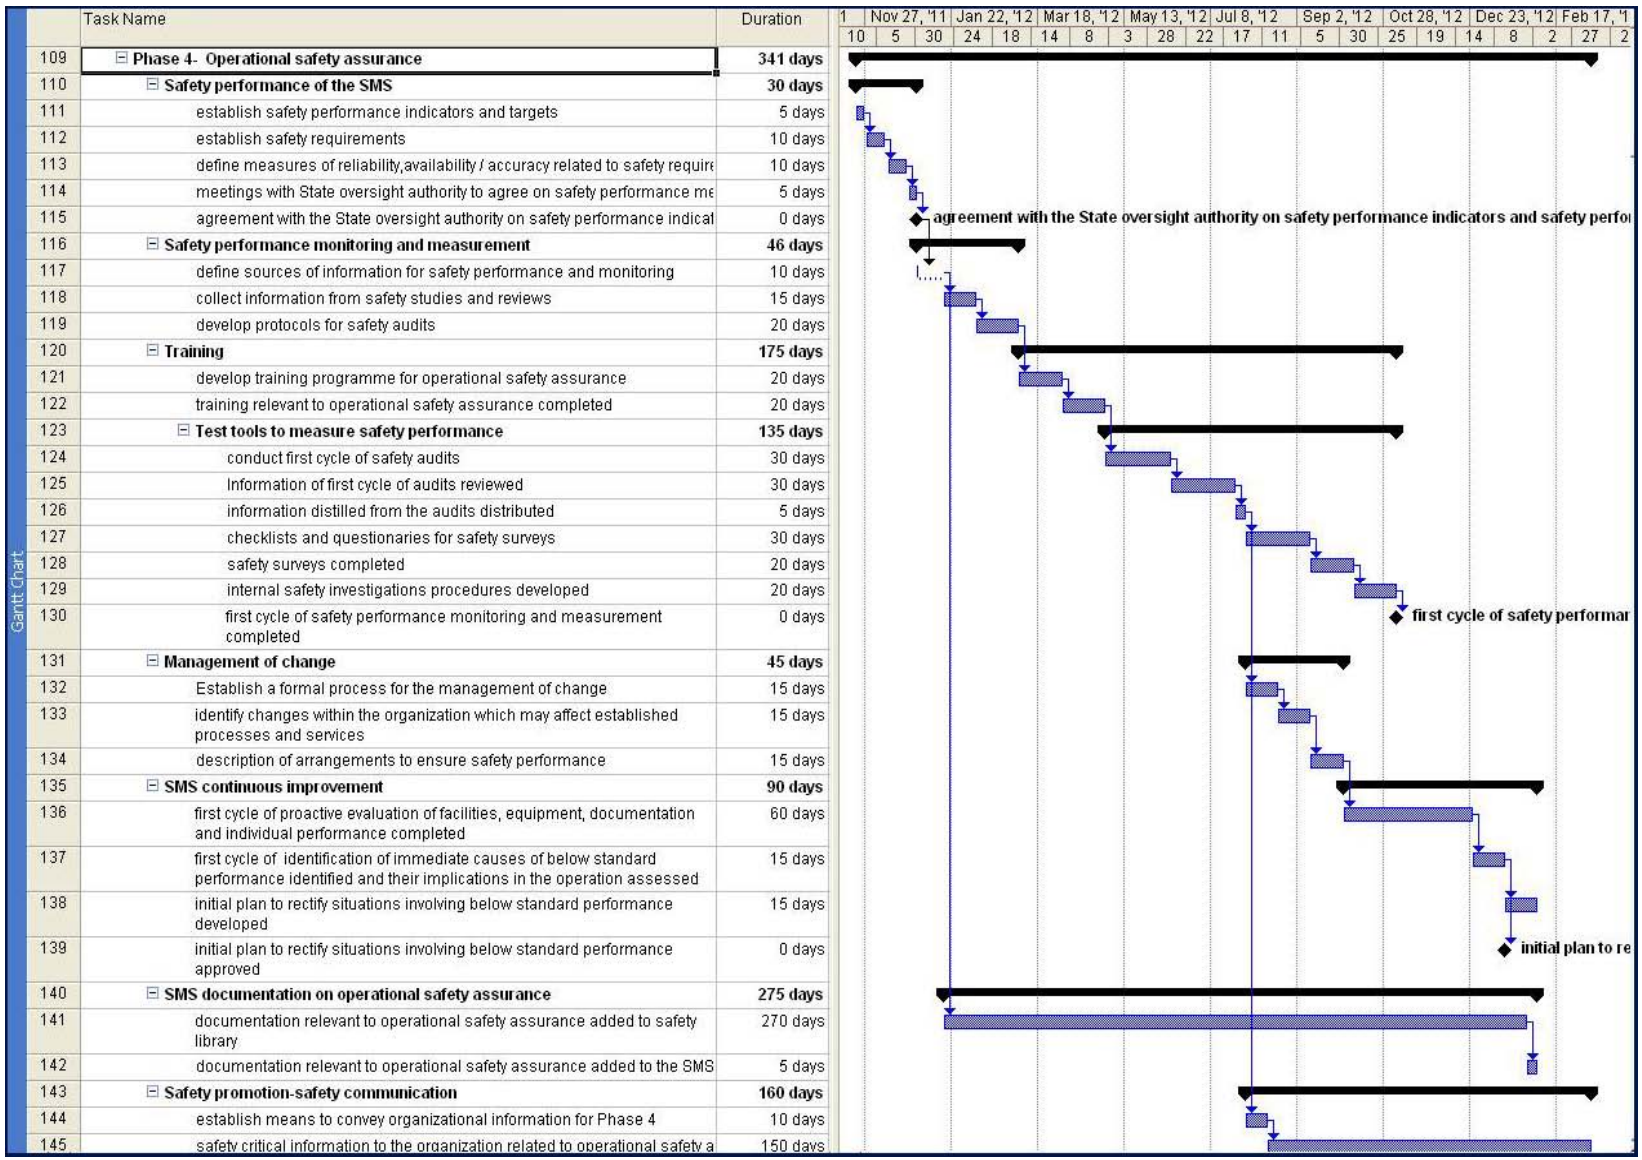 Task Name Duration 1 Nov 27, '11 Jan 22, '12 Mar 18, '12 May 13, '12 Jul 8, '12 Sep 2, '12 Oct 28, '12 Dec 23, '12 Feb 17, '1
10 5 30 24 18 14 8 3 28 22 17 11 5 30 25 19 14 8 2 27 2
109 Phase 4- Operational safety assurance 341 days
110 Safety performance of the SMS 30 days
111 establish safety performance indicators and targets 5 days
112 establish safety requirements 10 days
113 define measures of reliability,availability / accuracy related to safety require 10 days
114 meetings with State oversight authority to agree on safety performance me 5 days
115 agreement with the State oversight authority on safety performance indicat 0 days agreement with the State oversight authority on safety performance indicators and safety perfo
116 Safety performance monitoring and measurement 46 days
117 define sources of information for safety performance and monitoring 10 days
118 collect information from safety studies and reviews 15 days
119 develop protocols for safety audits 20 days
120 Training 175 days
121 develop training programme for operational safety assurance 20 days
122 training relevant to operational safety assurance completed 20 days
123 Test tools to measure safety performance 135 days
124 conduct first cycle of safety audits 30 days
125 Information of first cycle of audits reviewed 30 days
126 information distilled from the audits distributed 5 days
127 checklists and questionaries for safety surveys 30 days
128 safety surveys completed 20 days
129 internal safety investigations procedures developed 20 days
130 first cycle of safety performance monitoring and measurement 0 days first cycle of safety performar
completed
131 Management of change 45 days
132 Establish a formal process for the management of change 15 days
133 identify changes within the organization which may affect established 15 days
processes and services
134 description of arrangements to ensure safety performance 15 days
135 SMS continuous improvement 90 days
136 first cycle of proactive evaluation of facilities, equipment, documentation 60 days
and individual performance completed
137 first cycle of identification of immediate causes of below standard 15 days
performance identified and their implications in the operation assessed
138 initial plan to rectify situations involving below standard performance 15 days
developed
139 initial plan to rectify situations involving below standard performance 0 days initial plan to re
approved
140 SMS documentation on operational safety assurance 275 days
141 documentation relevant to operational safety assurance added to safety 270 days
library
142 documentation relevant to operational safety assurance added to the SMS 5 days
143 Safety promotion-safety communication 160 days
144 establish means to convey organizational information for Phase 4 10 days
145 safety critical information to the organization related to operational safety a 150 days
Gantt Chart